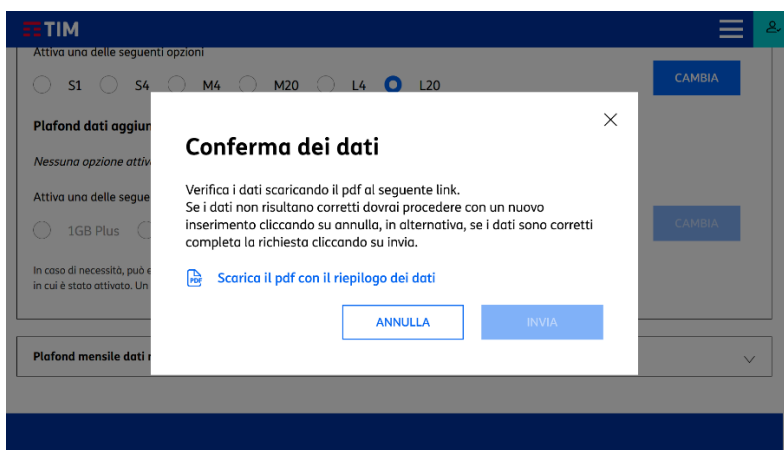 TIM
Attiva una delle seguenti opzioni
S1 S4 M4 M20 L4 L20
CAMBIA
Plafond dati aggiun
Conferma dei dati
Nessuna opzione attiv
Verifica i dati scaricando il pdf al seguente link.
Attiva una delle segue
Se i dati non risultano corretti dovrai procedere con un nuovo
inserimento cliccando su annulla, in alternativa, se i dati sono corretti
completa la richiesta cliccando su invia.
1GB Plus
CAMBIA
In caso di necessità, può e
in cui è stato attivato. Un
PDF
Scarica il pdf con il riepilogo dei dati
ANNULLA
INVIA
Plafond mensile dati